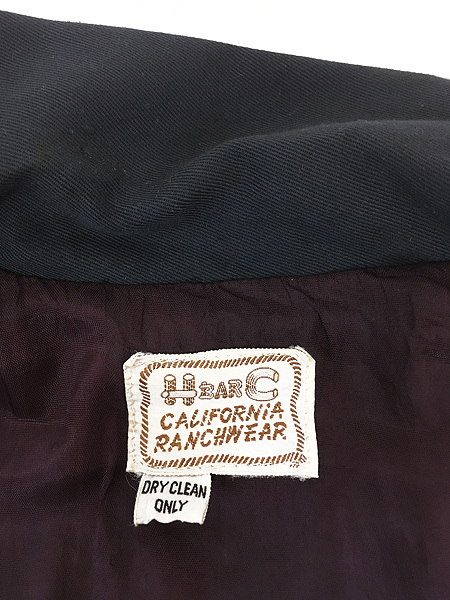 H BAR C
CALIFORNIA
RANCHWEAR
DRY CLEAN
ONLY